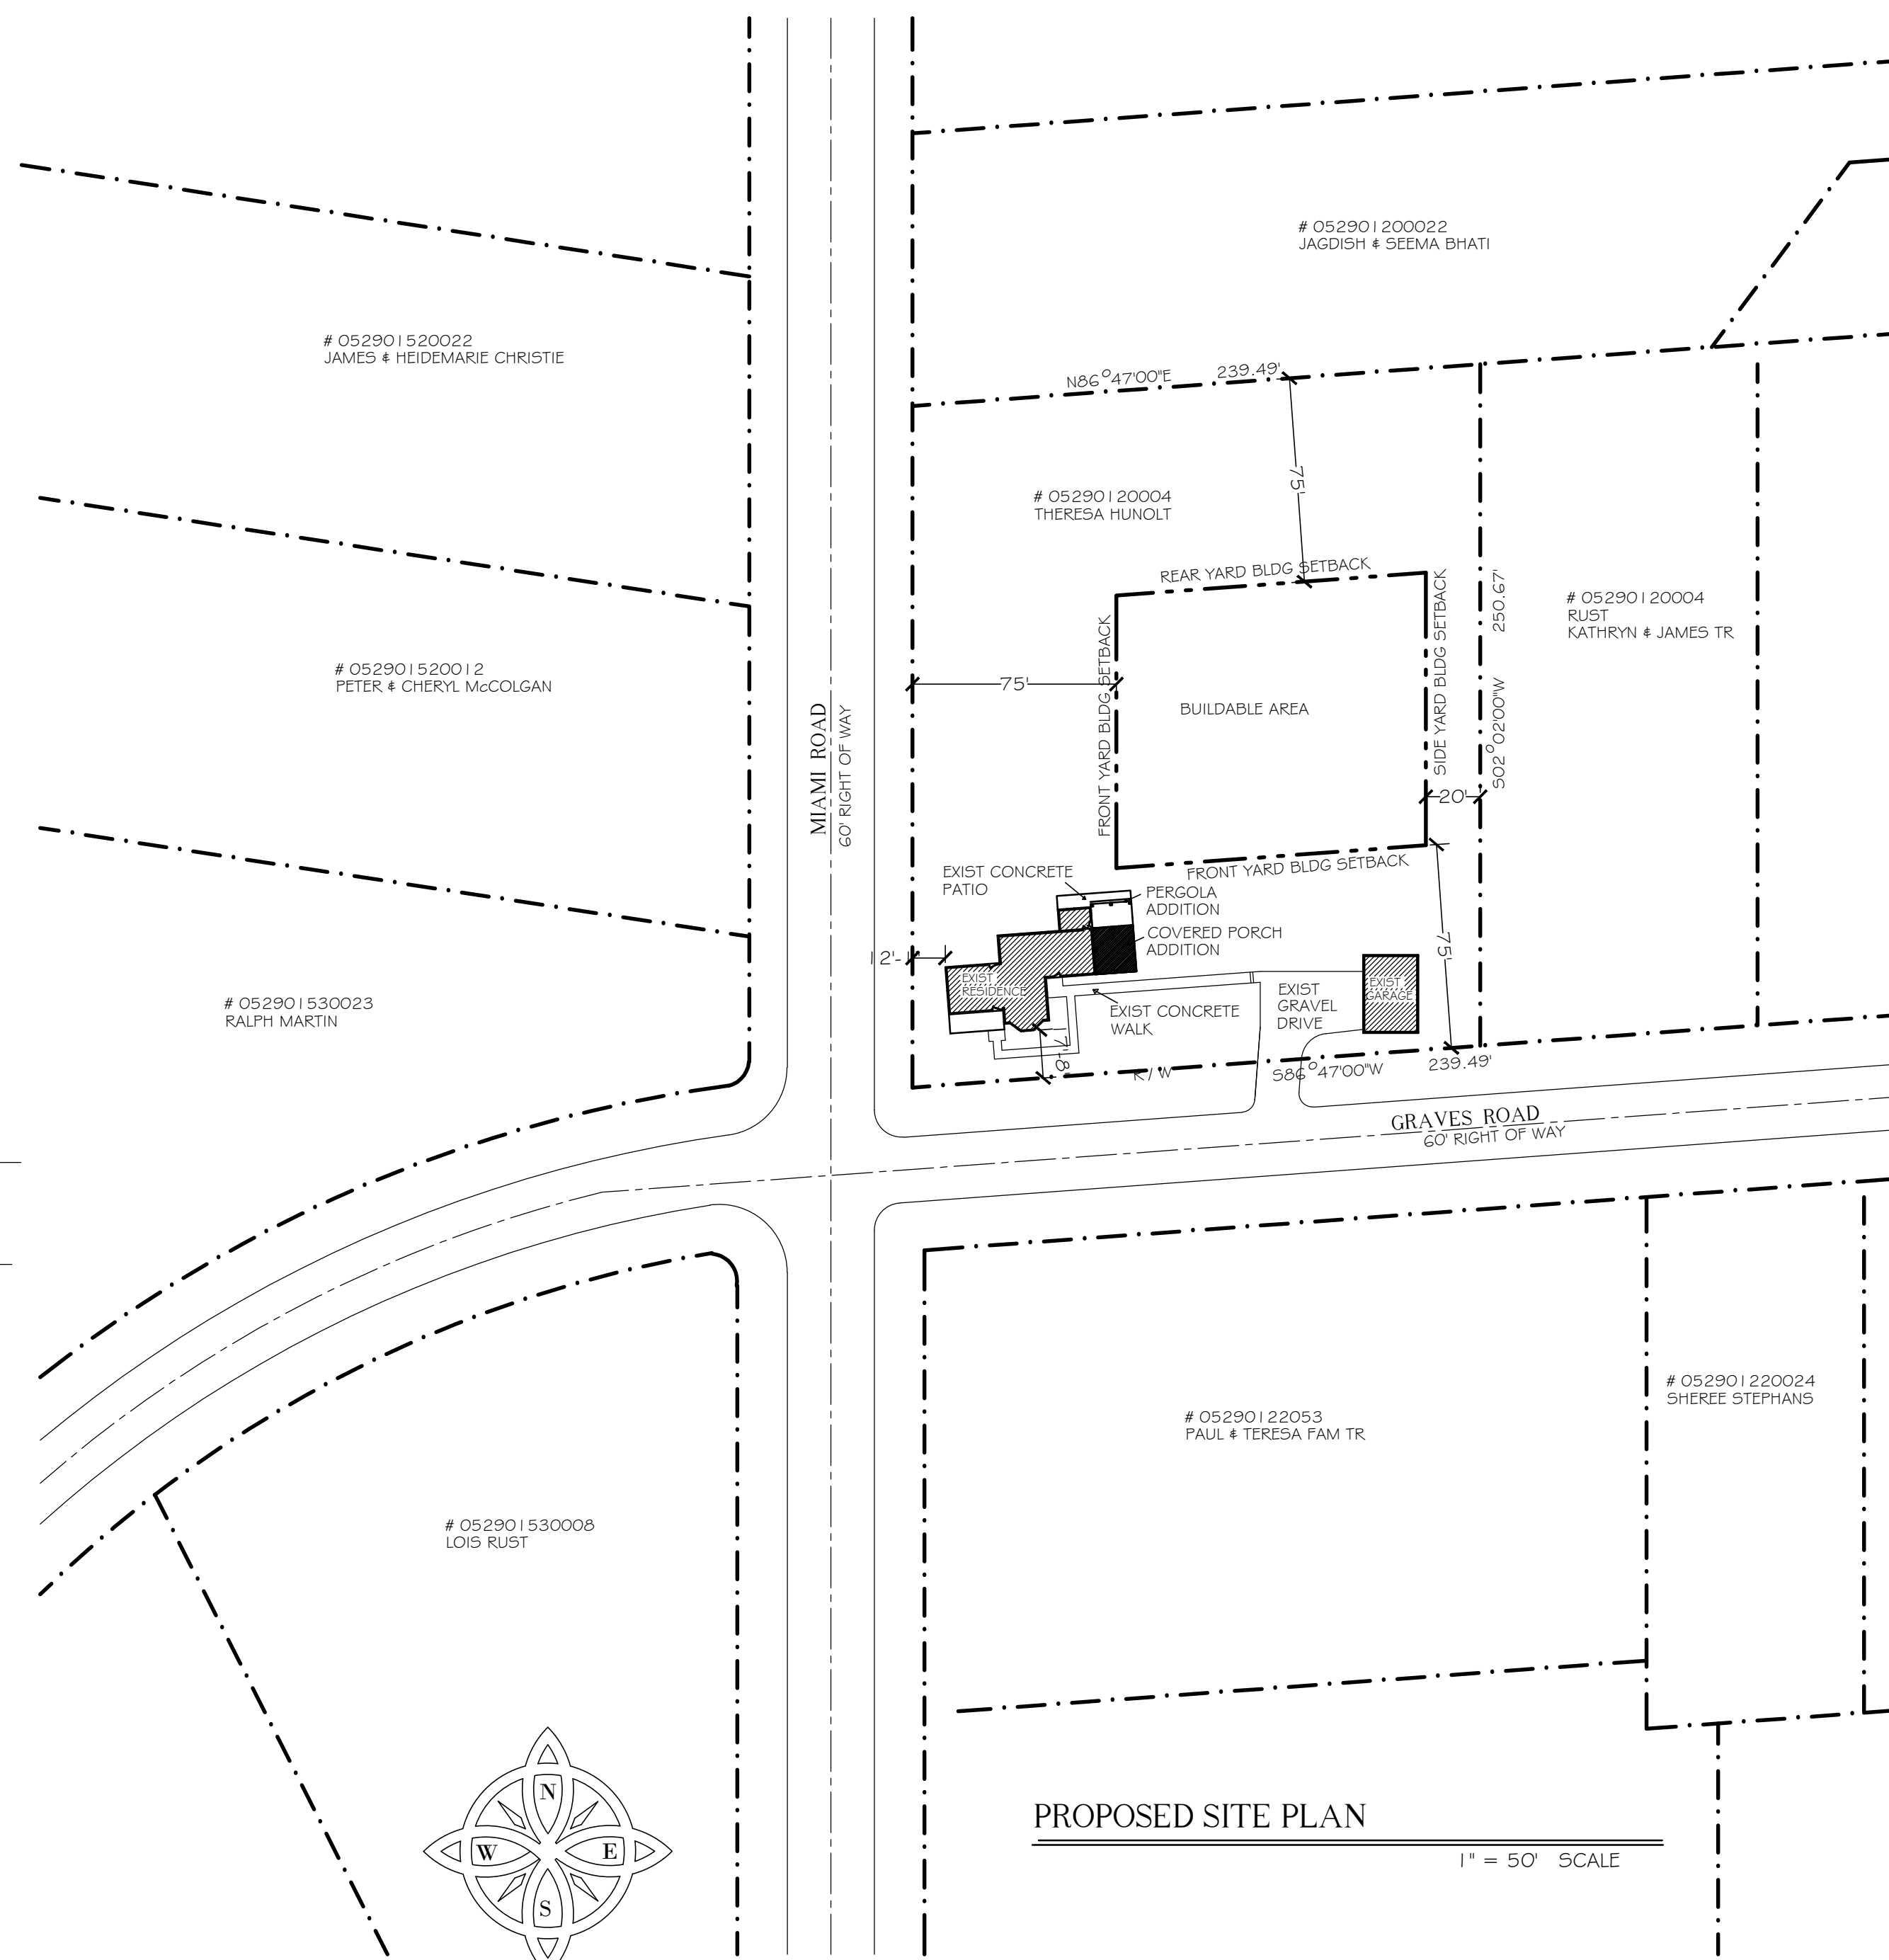 # 052901200022
JAGDISH & SEEMA BHATI
# 052901520022
JAMES & HEIDEMARIE CHRISTIE
N86°47'00"E 239.49'
75'
# 05290120004
THERESA HUNOLT
REAR YARD BLDG SETBACK
FRONT YARD BLDG SETBACK
SIDE YARD BLDG SETBACK
250.67'
S02°02'00"W
# 05290120004
RUST
KATHRYN & JAMES TR
# 052901520012
PETER & CHERYL McCOLGAN
75'
BUILDABLE AREA
MIAMI ROAD
60' RIGHT OF WAY
20'
FRONT YARD BLDG SETBACK
EXIST CONCRETE
PATIO
PERGOLA
ADDITION
COVERED PORCH
ADDITION
75'
12'-1"
EXIST
RESIDENCE
EXIST
GARAGE
EXIST
GRAVEL
DRIVE
EXIST CONCRETE
WALK
# 052901530023
RALPH MARTIN
R/W
S86°47'00"W 239.49'
GRAVES ROAD
60' RIGHT OF WAY
# 052901220024
SHEREE STEPHANS
# 05290122053
PAUL & TERESA FAM TR
# 052901530008
LOIS RUST
N
W E
S
PROPOSED SITE PLAN
1" = 50' SCALE